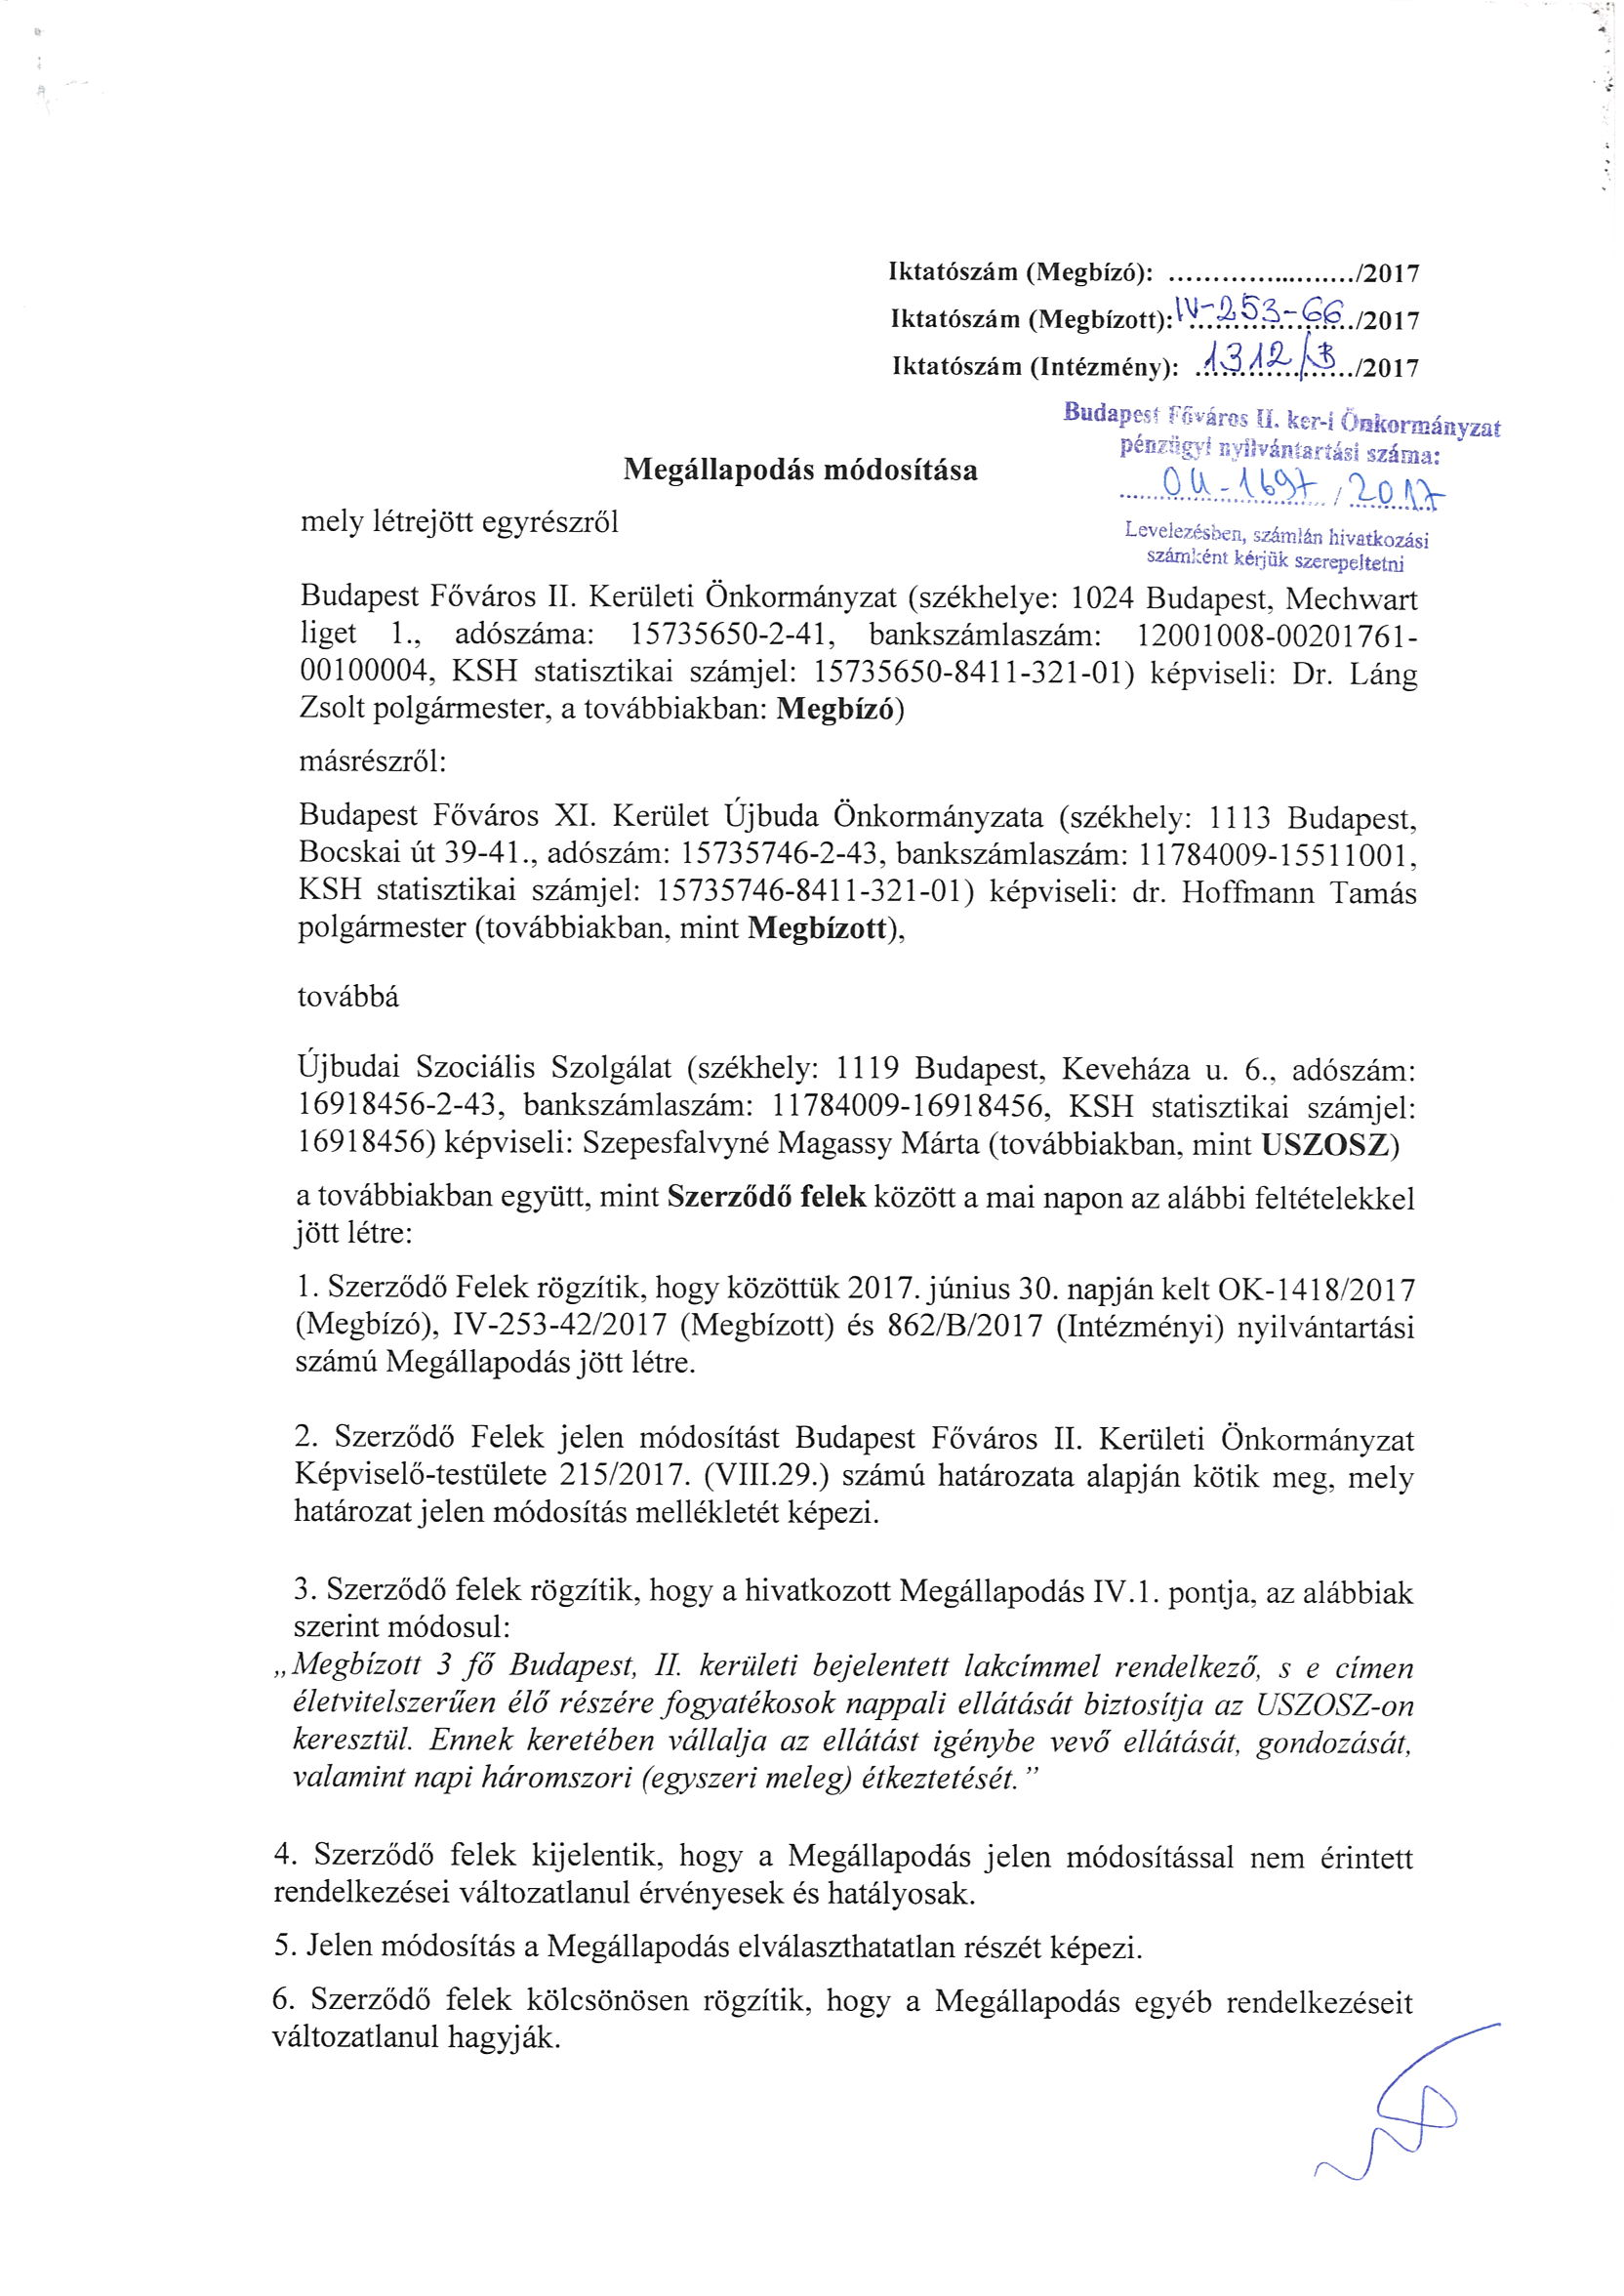 Iktatószám (Megbízó): ........................./2017
Iktatószám (Megbízott): IV-253-66/2017
Iktatószám (Intézmény): 1312/B/2017
Budapest Főváros II. ker-i Önkormányzat
pénzügyi nyilvántartási száma:
OU-1697/2017
Levelezésben, számlán hivatkozási
számként kérjük szerepeltetni
Megállapodás módosítása
mely létrejött egyrészről
Budapest Főváros II. Kerületi Önkormányzat (székhelye: 1024 Budapest, Mechwart
liget 1., adószáma: 15735650-2-41, bankszámlaszám: 12001008-00201761-
00100004, KSH statisztikai számjel: 15735650-8411-321-01) képviseli: Dr. Láng
Zsolt polgármester, a továbbiakban: Megbízó)
másrészről:
Budapest Főváros XI. Kerület Újbuda Önkormányzata (székhely: 1113 Budapest,
Bocskai út 39-41., adószám: 15735746-2-43, bankszámlaszám: 11784009-15511001,
KSH statisztikai számjel: 15735746-8411-321-01) képviseli: dr. Hoffmann Tamás
polgármester (továbbiakban, mint Megbízott),
továbbá
Újbudai Szociális Szolgálat (székhely: 1119 Budapest, Keveháza u. 6., adószám:
16918456-2-43, bankszámlaszám: 11784009-16918456, KSH statisztikai számjel:
16918456) képviseli: Szepesfalvyné Magassy Márta (továbbiakban, mint USZOSZ)
a továbbiakban együtt, mint Szerződő felek között a mai napon az alábbi feltételekkel
jött létre:
1. Szerződő Felek rögzítik, hogy közöttük 2017. június 30. napján kelt OK-1418/2017
(Megbízó), IV-253-42/2017 (Megbízott) és 862/B/2017 (Intézményi) nyilvántartási
számú Megállapodás jött létre.
2. Szerződő Felek jelen módosítást Budapest Főváros II. Kerületi Önkormányzat
Képviselő-testülete 215/2017. (VIII.29.) számú határozata alapján kötik meg, mely
határozat jelen módosítás mellékletét képezi.
3. Szerződő felek rögzítik, hogy a hivatkozott Megállapodás IV.1. pontja, az alábbiak
szerint módosul:
„Megbízott 3 fő Budapest, II. kerületi bejelentett lakcímmel rendelkező, s e címen
életvitelszerűen élő részére fogyatékosok nappali ellátását biztosítja az USZOSZ-on
keresztül. Ennek keretében vállalja az ellátást igénybe vevő ellátását, gondozását,
valamint napi háromszori (egyszeri meleg) étkeztetését.”
4. Szerződő felek kijelentik, hogy a Megállapodás jelen módosítással nem érintett
rendelkezései változatlanul érvényesek és hatályosak.
5. Jelen módosítás a Megállapodás elválaszthatatlan részét képezi.
6. Szerződő felek kölcsönösen rögzítik, hogy a Megállapodás egyéb rendelkezéseit
változatlanul hagyják.